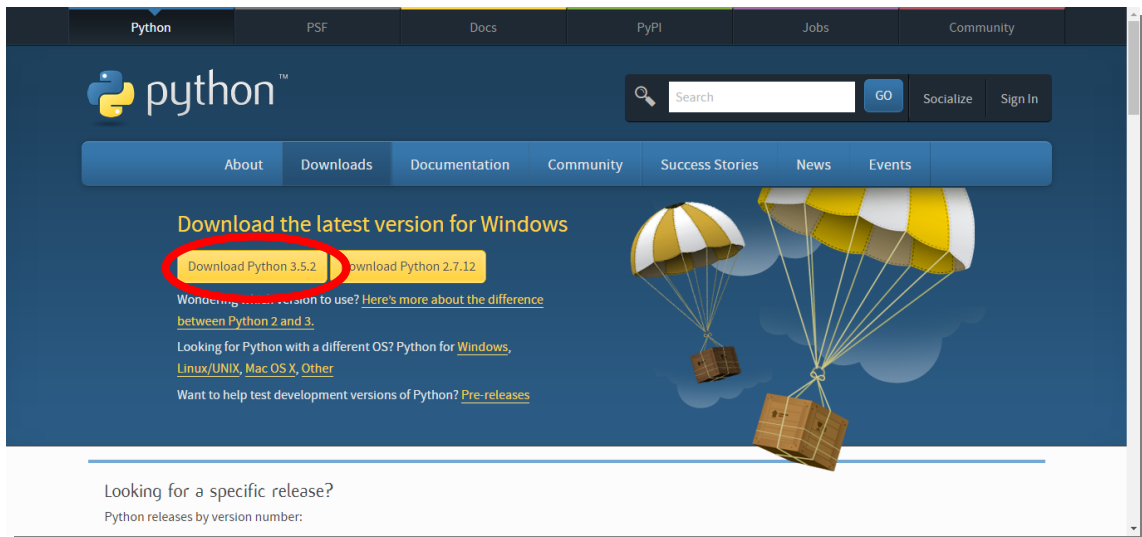 Python PSF Docs PyPI Jobs Community
python™
Search GO Socialize Sign In
About Downloads Documentation Community Success Stories News Events
Download the latest version for Windows
Download Python 3.5.2 Download Python 2.7.12
Wondering which version to use? Here's more about the difference
between Python 2 and 3.
Looking for Python with a different OS? Python for Windows,
Linux/UNIX, Mac OS X, Other
Want to help test development versions of Python? Pre-releases
Looking for a specific release?
Python releases by version number: